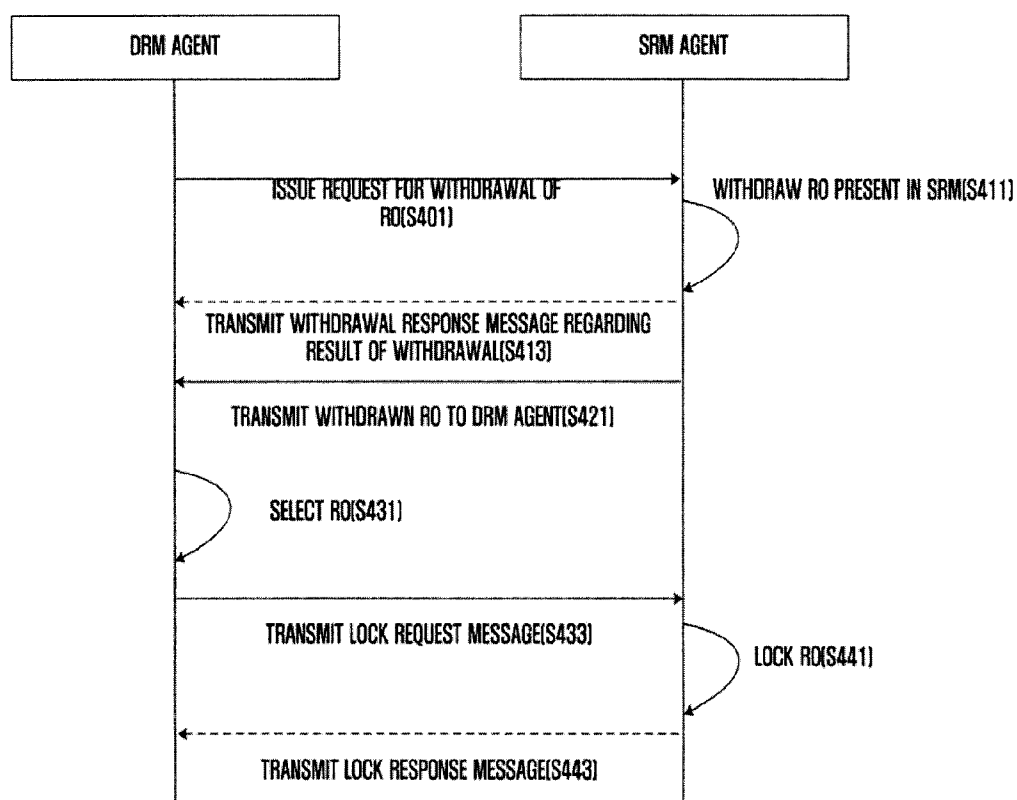 DRM AGENT
SRM AGENT
ISSUE REQUEST FOR WITHDRAWAL OF
RO(S401)
WITHDRAW RO PRESENT IN SRM(S411)
TRANSMIT WITHDRAWAL RESPONSE MESSAGE REGARDING
RESULT OF WITHDRAWAL(S413)
TRANSMIT WITHDRAWN RO TO DRM AGENT(S421)
SELECT RO(S431)
TRANSMIT LOCK REQUEST MESSAGE(S433)
LOCK RO(S441)
TRANSMIT LOCK RESPONSE MESSAGE(S443)